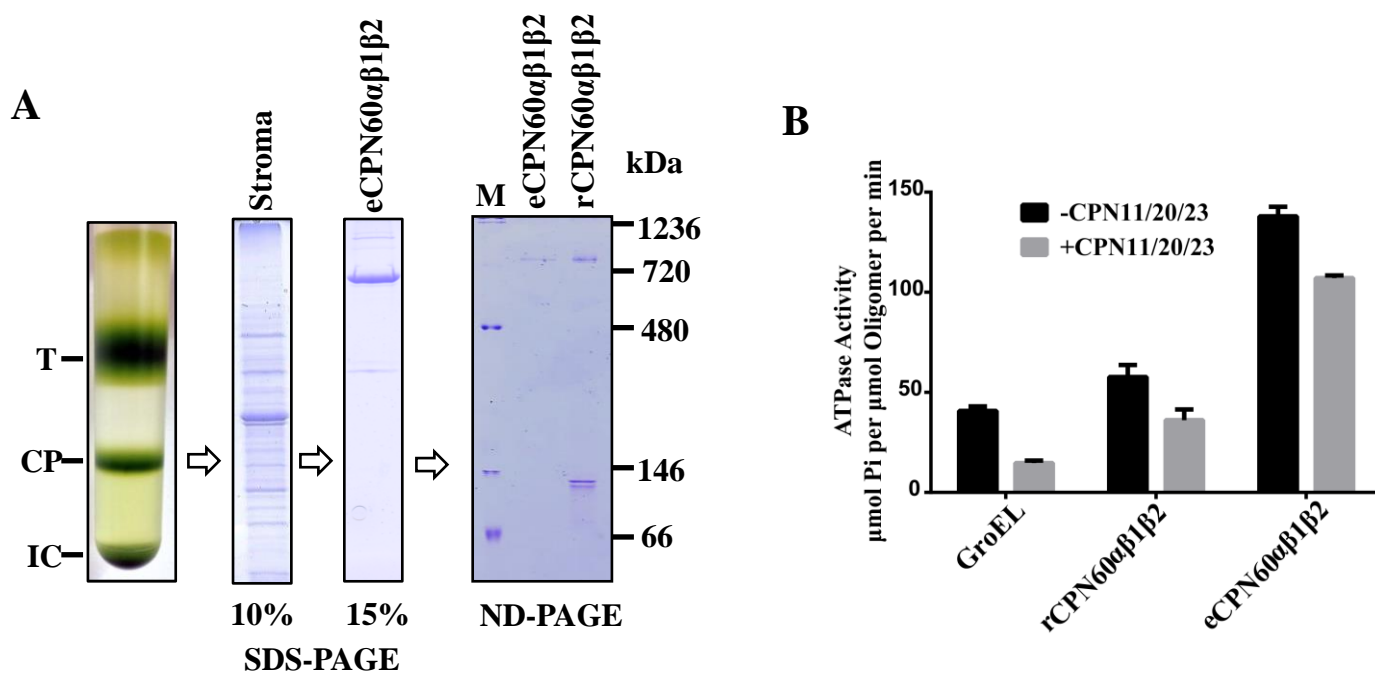 A
Stroma
eCPN60αβ1β2
eCPN60αβ1β2
rCPN60αβ1β2
M
kDa
1236
720
480
146
66
T
CP
IC
10%
15%
ND-PAGE
SDS-PAGE
B
ATPase Activity
μmol Pi per μmol Oligomer per min
150
100
50
0
-CPN11/20/23
+CPN11/20/23
GroEL
rCPN60αβ1β2
eCPN60αβ1β2